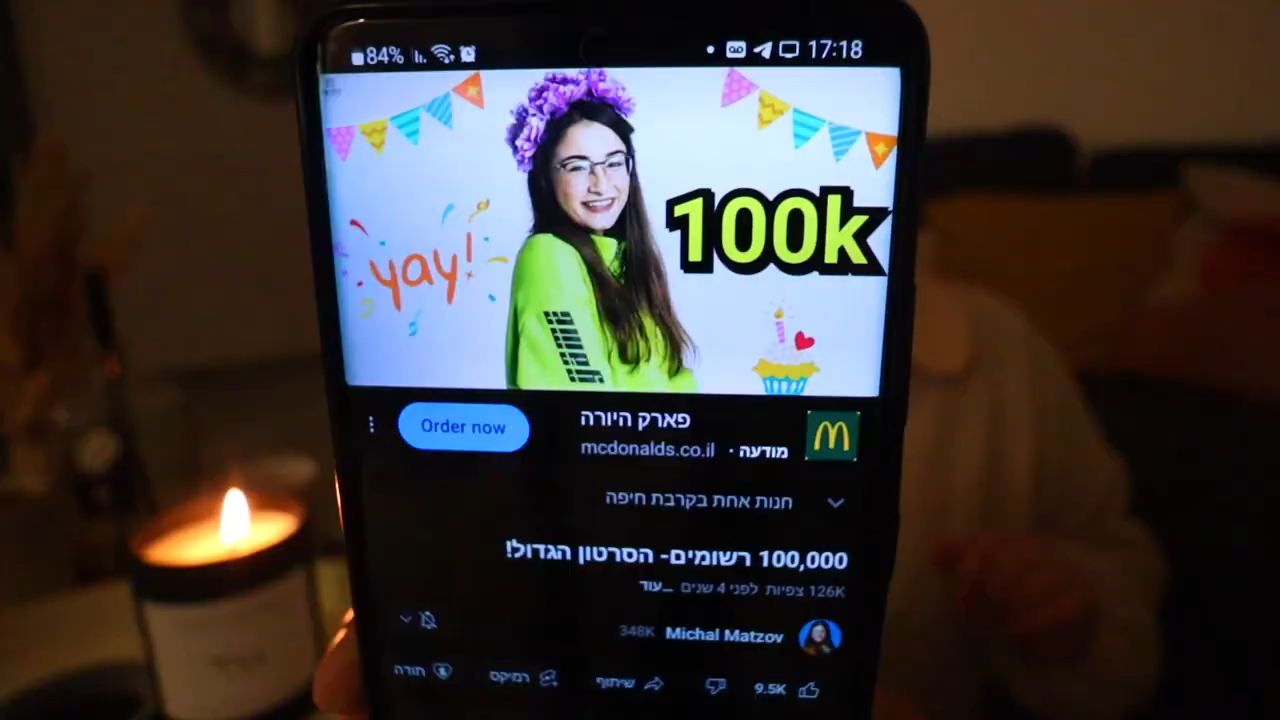 84%
17:18
yay!
100k
Order now
פארק היורה
מודעה · mcdonalds.co.il
חנות אחת בקרבת חיפה
100,000 רשומים- הסרטון הגדול!
126K צפיות לפני 4 שנים ...עוד
Michal Matzov 348K
9.5K
שיתוף
רמיקס
תודה